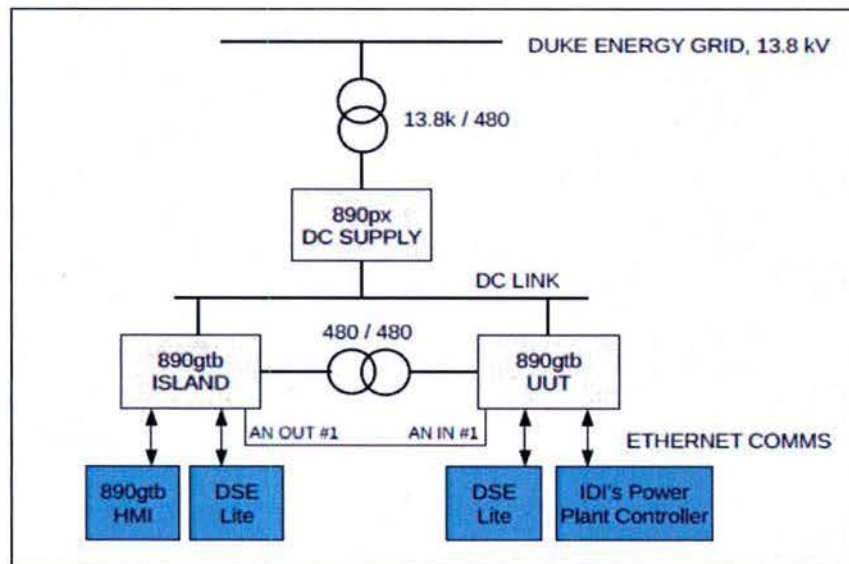 DUKE ENERGY GRID, 13.8 kV
13.8k / 480
890px
DC SUPPLY
DC LINK
480 / 480
890gtb
ISLAND
890gtb
UUT
AN OUT #1
AN IN #1
ETHERNET COMMS
890gtb
HMI
DSE
Lite
DSE
Lite
IDI's Power
Plant Controller